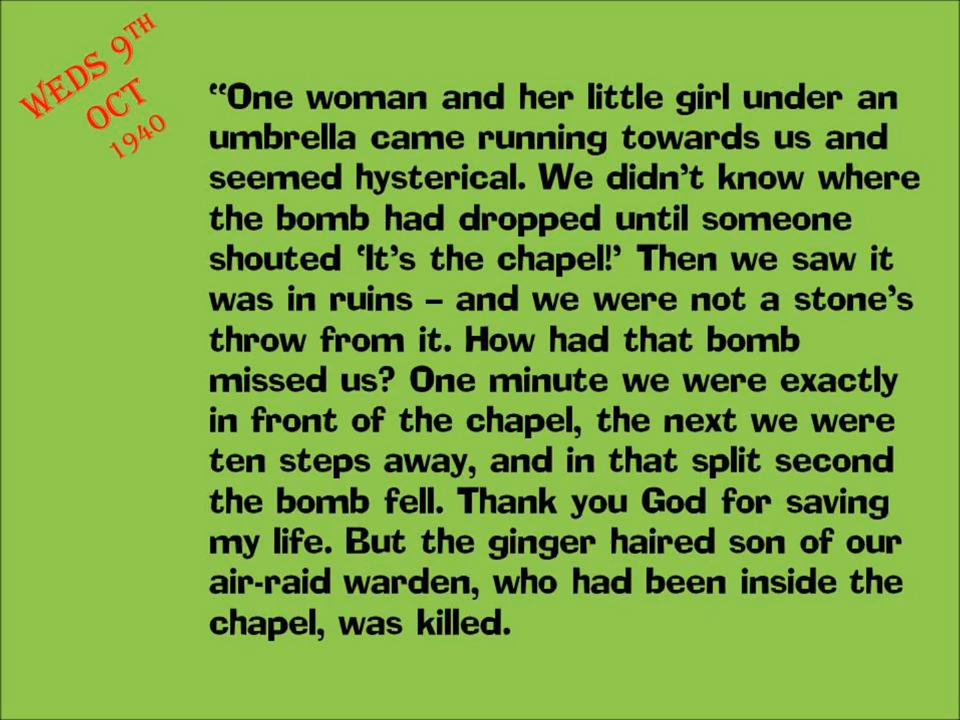 WEDS 9TH
OCT
1940
“One woman and her little girl under an
umbrella came running towards us and
seemed hysterical. We didn’t know where
the bomb had dropped until someone
shouted ‘It’s the chapel!’ Then we saw it
was in ruins – and we were not a stone’s
throw from it. How had that bomb
missed us? One minute we were exactly
in front of the chapel, the next we were
ten steps away, and in that split second
the bomb fell. Thank you God for saving
my life. But the ginger haired son of our
air-raid warden, who had been inside the
chapel, was killed.